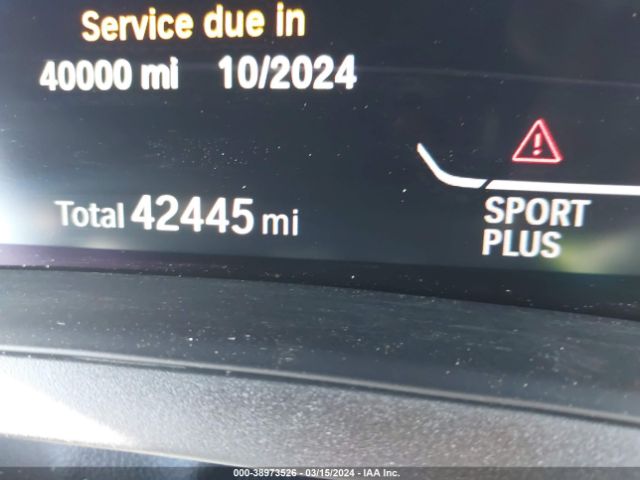 Service due in
40000 mi 10/2024
Total 42445 mi
SPORT
PLUS
000-38973526 - 03/15/2024 - IAA Inc.